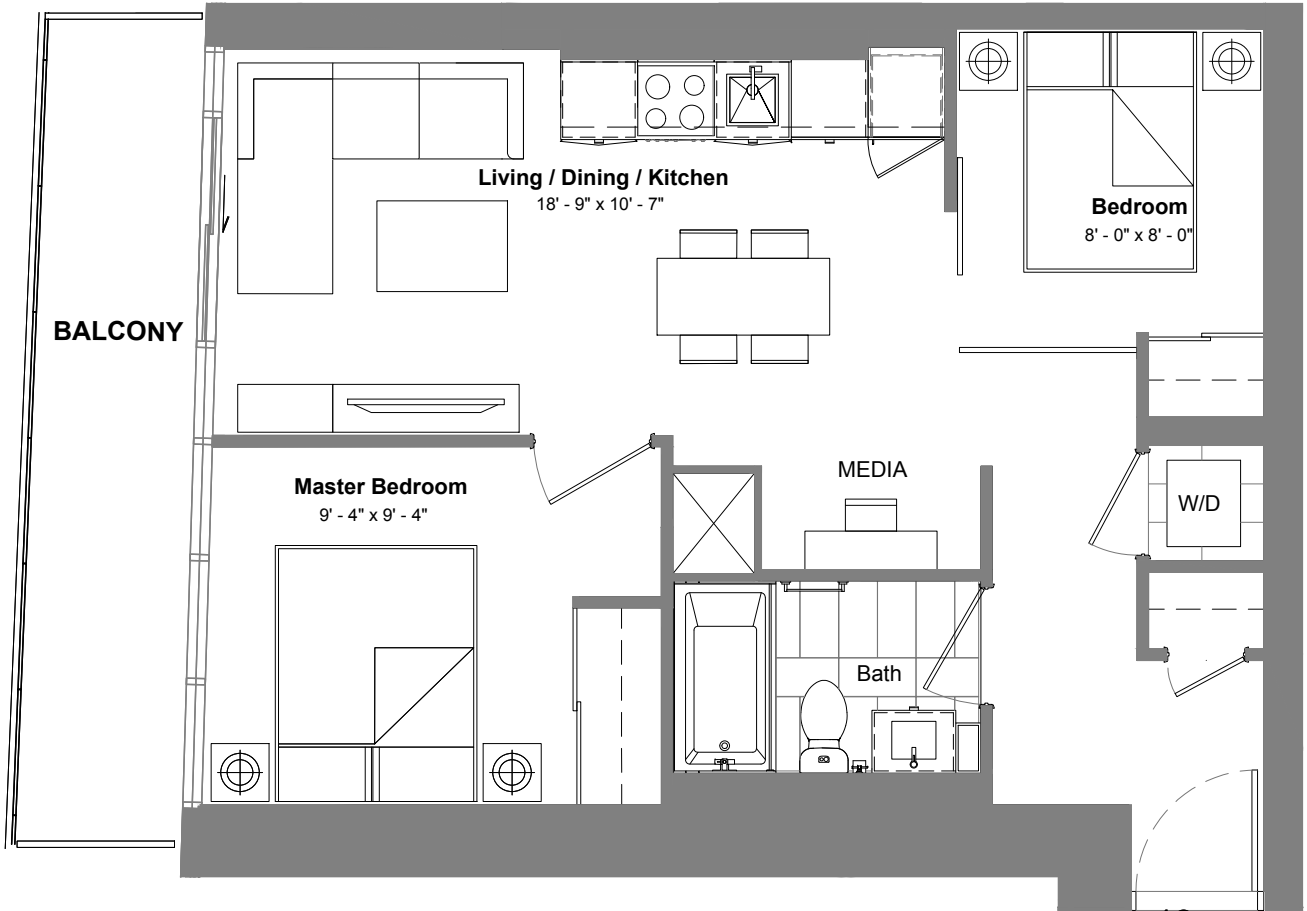 Living / Dining / Kitchen
18' - 9" x 10' - 7"
Bedroom
8' - 0" x 8' - 0"
BALCONY
MEDIA
Master Bedroom
9' - 4" x 9' - 4"
W/D
Bath